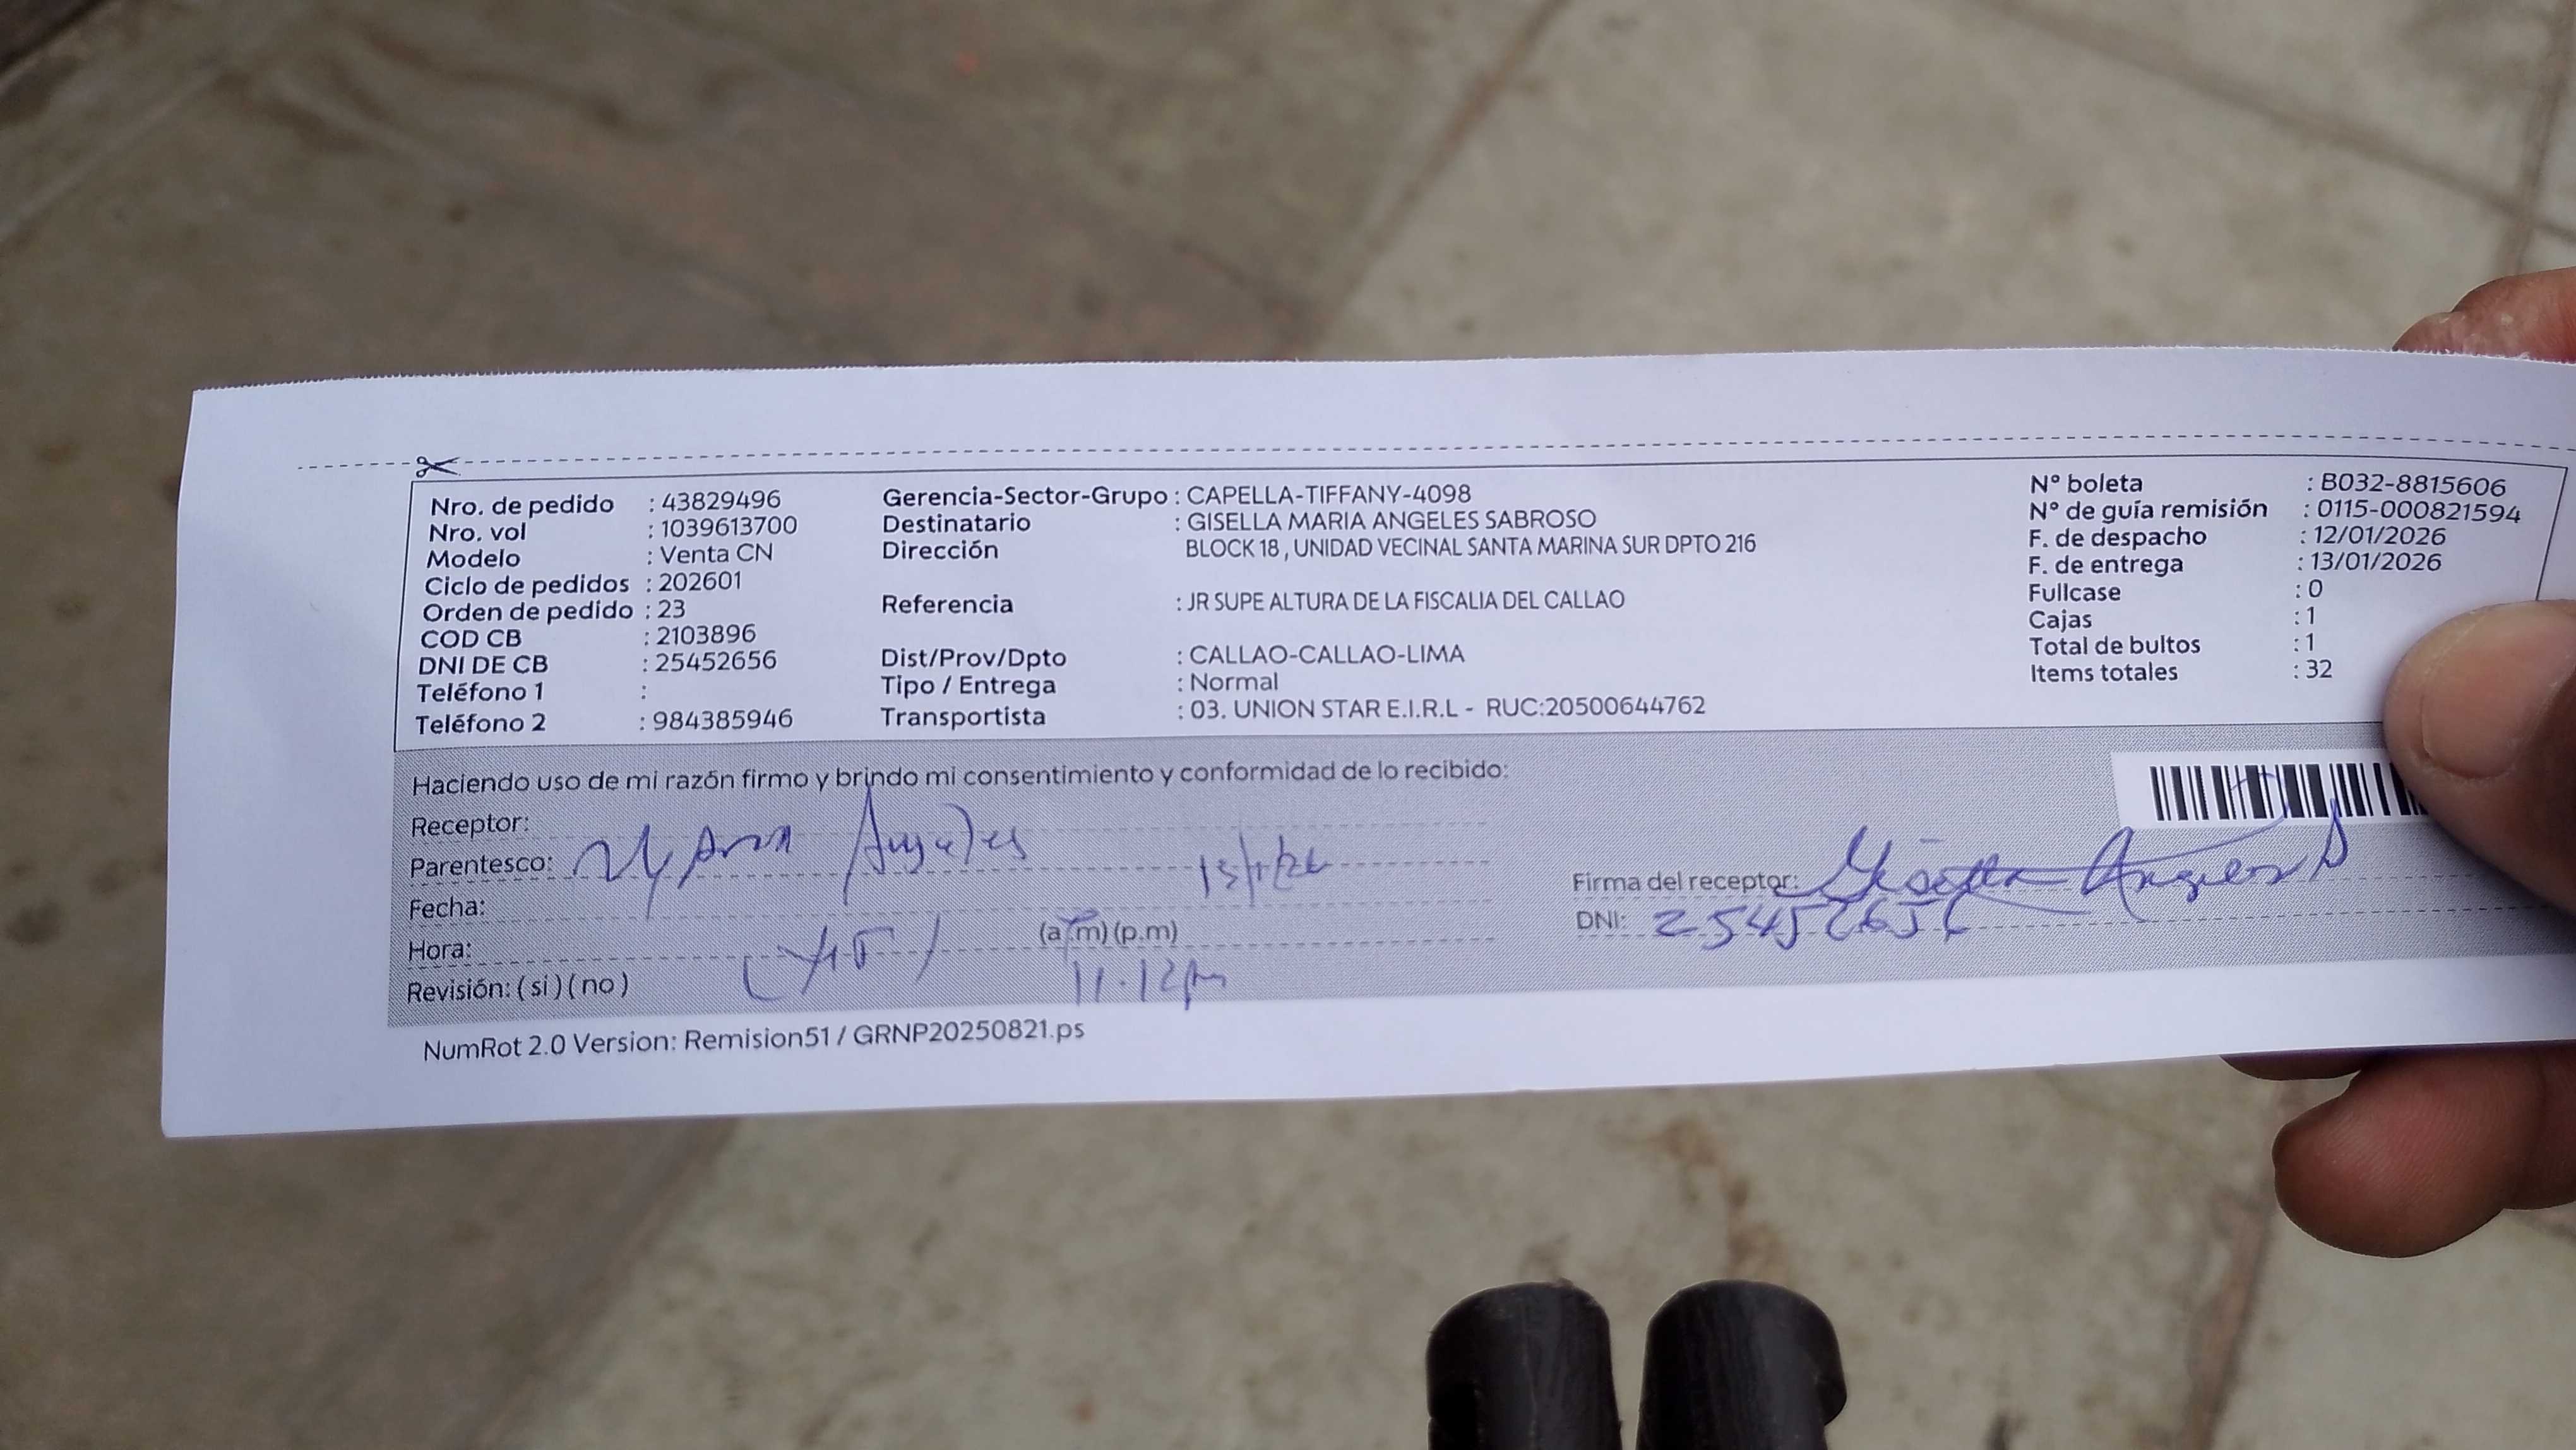 Nro. de pedido : 43829496
Nro. vol : 1039613700
Modelo : Venta CN
Ciclo de pedidos : 202601
Orden de pedido : 23
COD CB : 2103896
DNI DE CB : 25452656
Teléfono 1 :
Teléfono 2 : 984385946
Gerencia-Sector-Grupo : CAPELLA-TIFFANY-4098
Destinatario : GISELLA MARIA ANGELES SABROSO
Dirección BLOCK 18 , UNIDAD VECINAL SANTA MARINA SUR DPTO 216
Referencia : JR SUPE ALTURA DE LA FISCALIA DEL CALLAO
Dist/Prov/Dpto : CALLAO-CALLAO-LIMA
Tipo / Entrega : Normal
Transportista : 03. UNION STAR E.I.R.L - RUC:20500644762
N° boleta : B032-8815606
N° de guía remisión : 0115-000821594
F. de despacho : 12/01/2026
F. de entrega : 13/01/2026
Fullcase : 0
Cajas : 1
Total de bultos : 1
Items totales : 32
Haciendo uso de mi razón firmo y brindo mi consentimiento y conformidad de lo recibido:
Receptor:
Parentesco: Angeles
Fecha: 13/1/26
Hora: (a.m) (p.m)
Revisión: ( si ) ( no ) 11.12
Firma del receptor: Gisella Angeles S
DNI: 25452656
NumRot 2.0 Version: Remision51 / GRNP20250821.ps